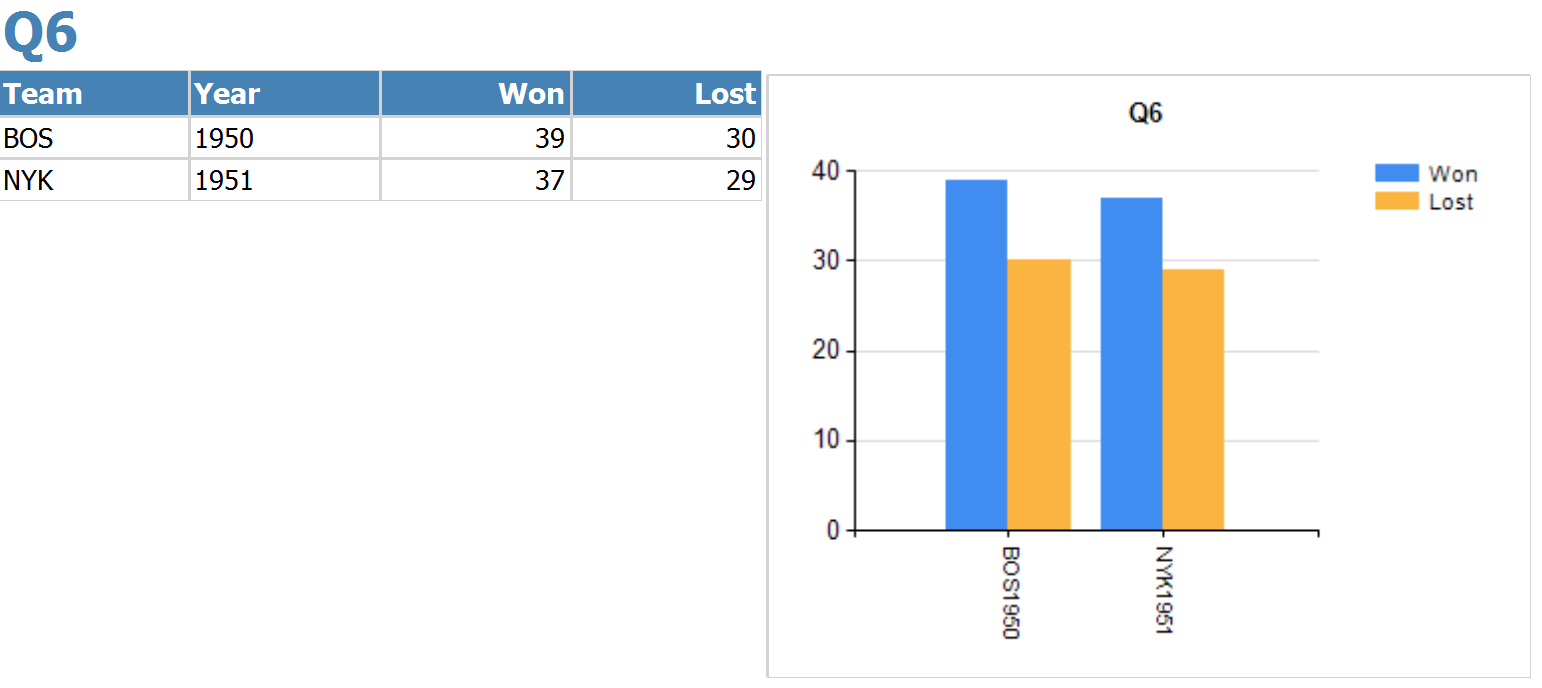 Q6
Team Year Won Lost
BOS 1950 39 30
NYK 1951 37 29
Q6
40
30
20
10
0
BOS1950
NYK1951
Won
Lost